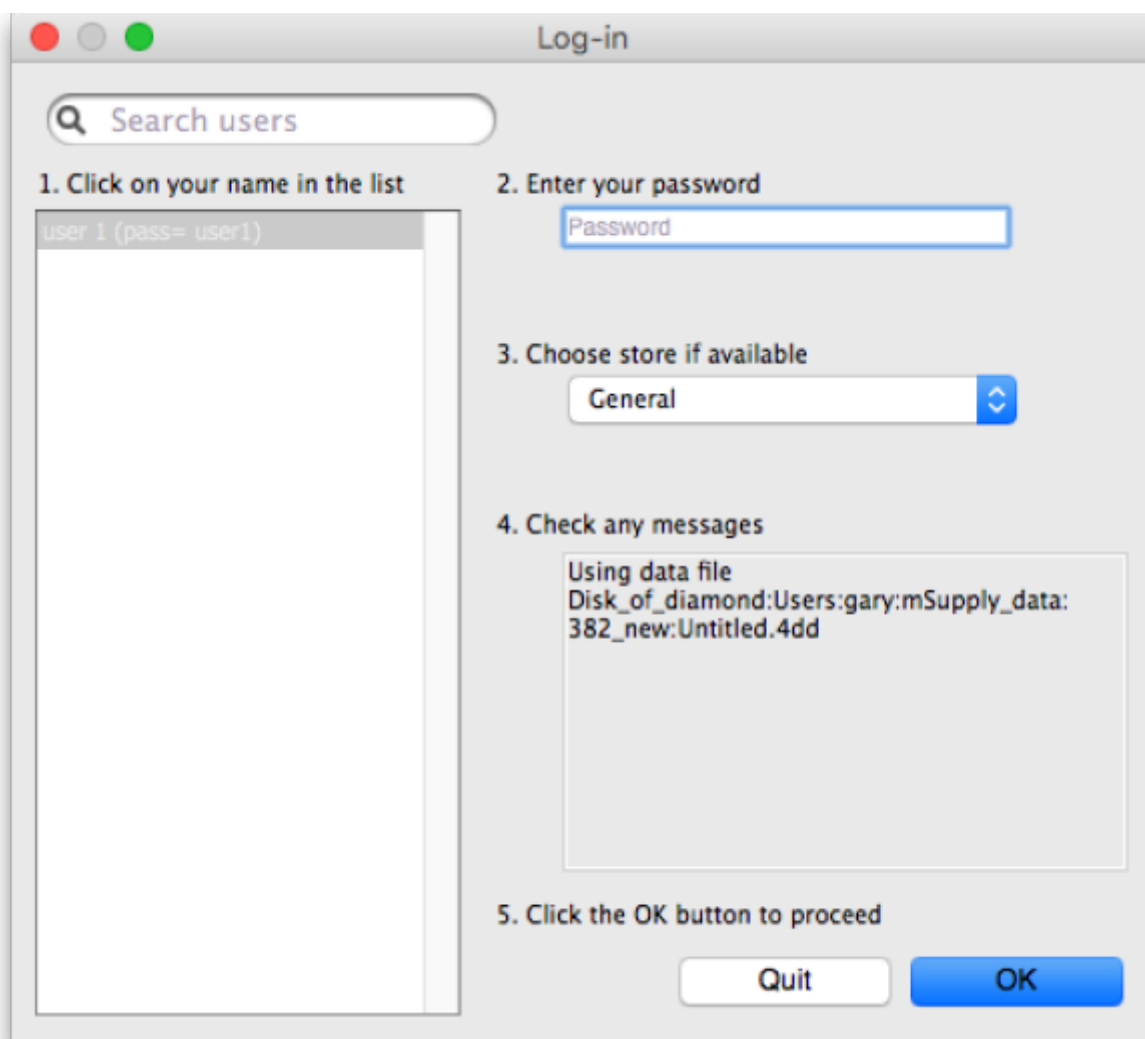 Log-in
Search users
1. Click on your name in the list
user 1 (pass= user1)
2. Enter your password
Password
3. Choose store if available
General
4. Check any messages
Using data file
Disk_of_diamond:Users:gary:mSupply_data:
382_new:Untitled.4dd
5. Click the OK button to proceed
Quit
OK